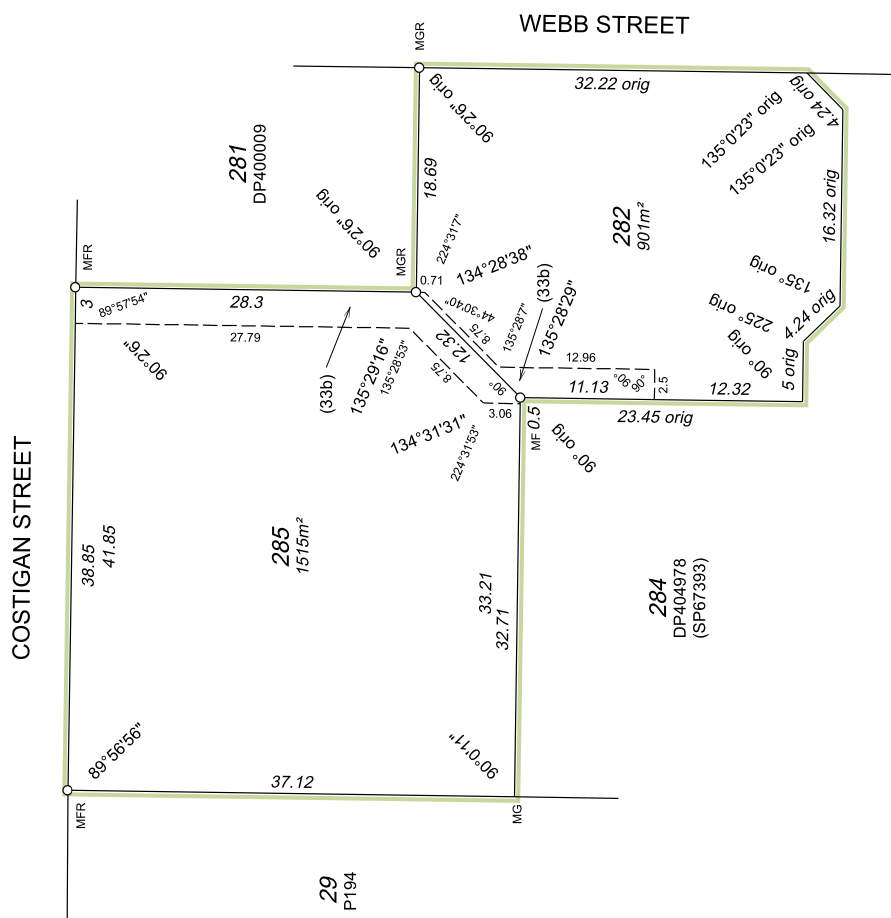 WEBB STREET
MGR
32.22 orig
4.24 orig
90°2'6" orig
135°0'23" orig
135°0'23" orig
281
DP400009
18.69
282
901m²
16.32 orig
90°2'6" orig
MFR
MGR
224°31'7"
134°28'38"
0.71
(33b)
135° orig
225° orig
4.24 orig
90° orig
3
89°57'54"
28.3
44°30'40"
8.75
135°28'7"
135°28'29"
27.79
12.32
12.96
5 orig
90°2'6"
(33b)
135°29'16"
135°28'53"
8.75
90°
90°
90°
2.5
11.13
12.32
3.06
MF
0.5
23.45 orig
134°31'31"
224°31'53"
90° orig
COSTIGAN STREET
38.85
41.85
285
1515m²
33.21
32.71
284
DP404978
(SP67393)
89°56'56"
90°0'11"
37.12
MFR
MG
29
P194